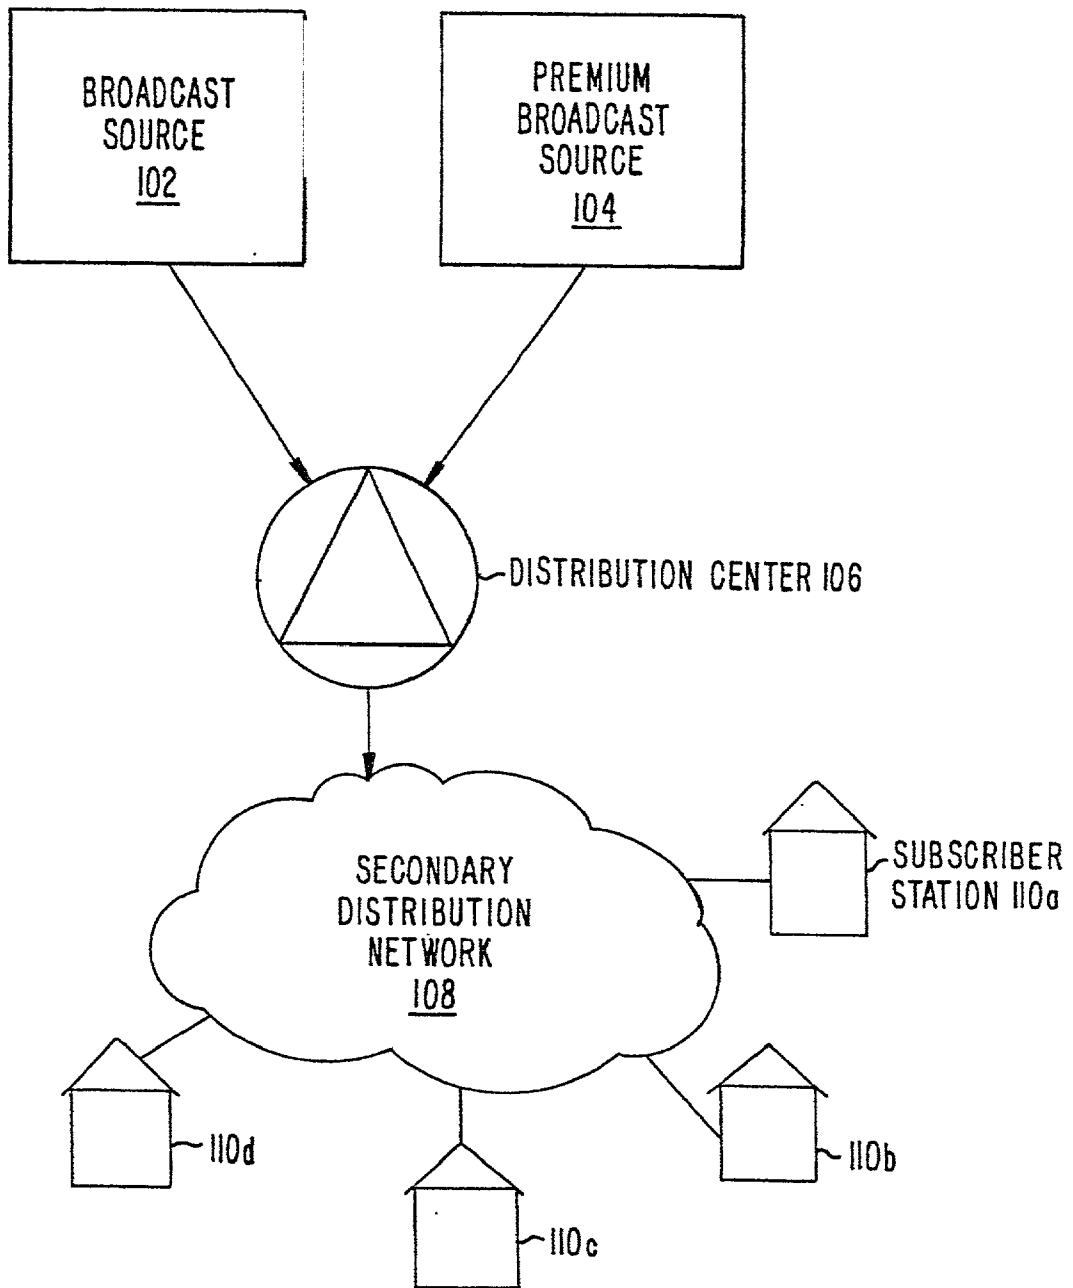 BROADCAST
SOURCE
102
PREMIUM
BROADCAST
SOURCE
104
DISTRIBUTION CENTER 106
SECONDARY
DISTRIBUTION
NETWORK
108
SUBSCRIBER
STATION 110a
110d
110b
110c